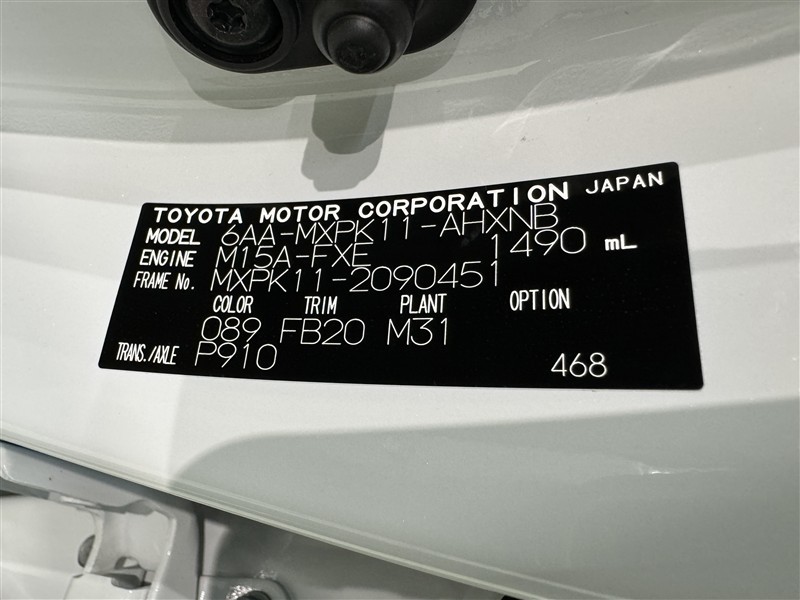 TOYOTA MOTOR CORPORATION JAPAN
MODEL 6AA-MXPK11-AHXNB
ENGINE M15A-FXE 1490 mL
FRAME No. MXPK11-2090451
COLOR TRIM PLANT OPTION
089 FB20 M31
TRANS./AXLE P910 468